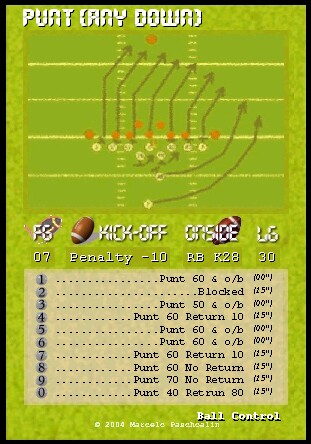 PUNT (ANY DOWN)
FG KICK-OFF ONSIDE LG
07 Penalty -10 RB K28 30
1 ................Punt 60 & o/b (00")
2 ......................Blocked (15")
3 ................Punt 50 & o/b (00")
4 ............Punt 60 Return 10 (15")
5 ................Punt 60 & o/b (00")
6 ................Punt 60 & o/b (00")
7 ............Punt 60 Return 10 (15")
8 ............Punt 60 No Return (15")
9 ............Punt 70 No Return (15")
0 ............Punt 40 Retrun 80 (15")
Ball Control
© 2004 Marcelo Paschoalin